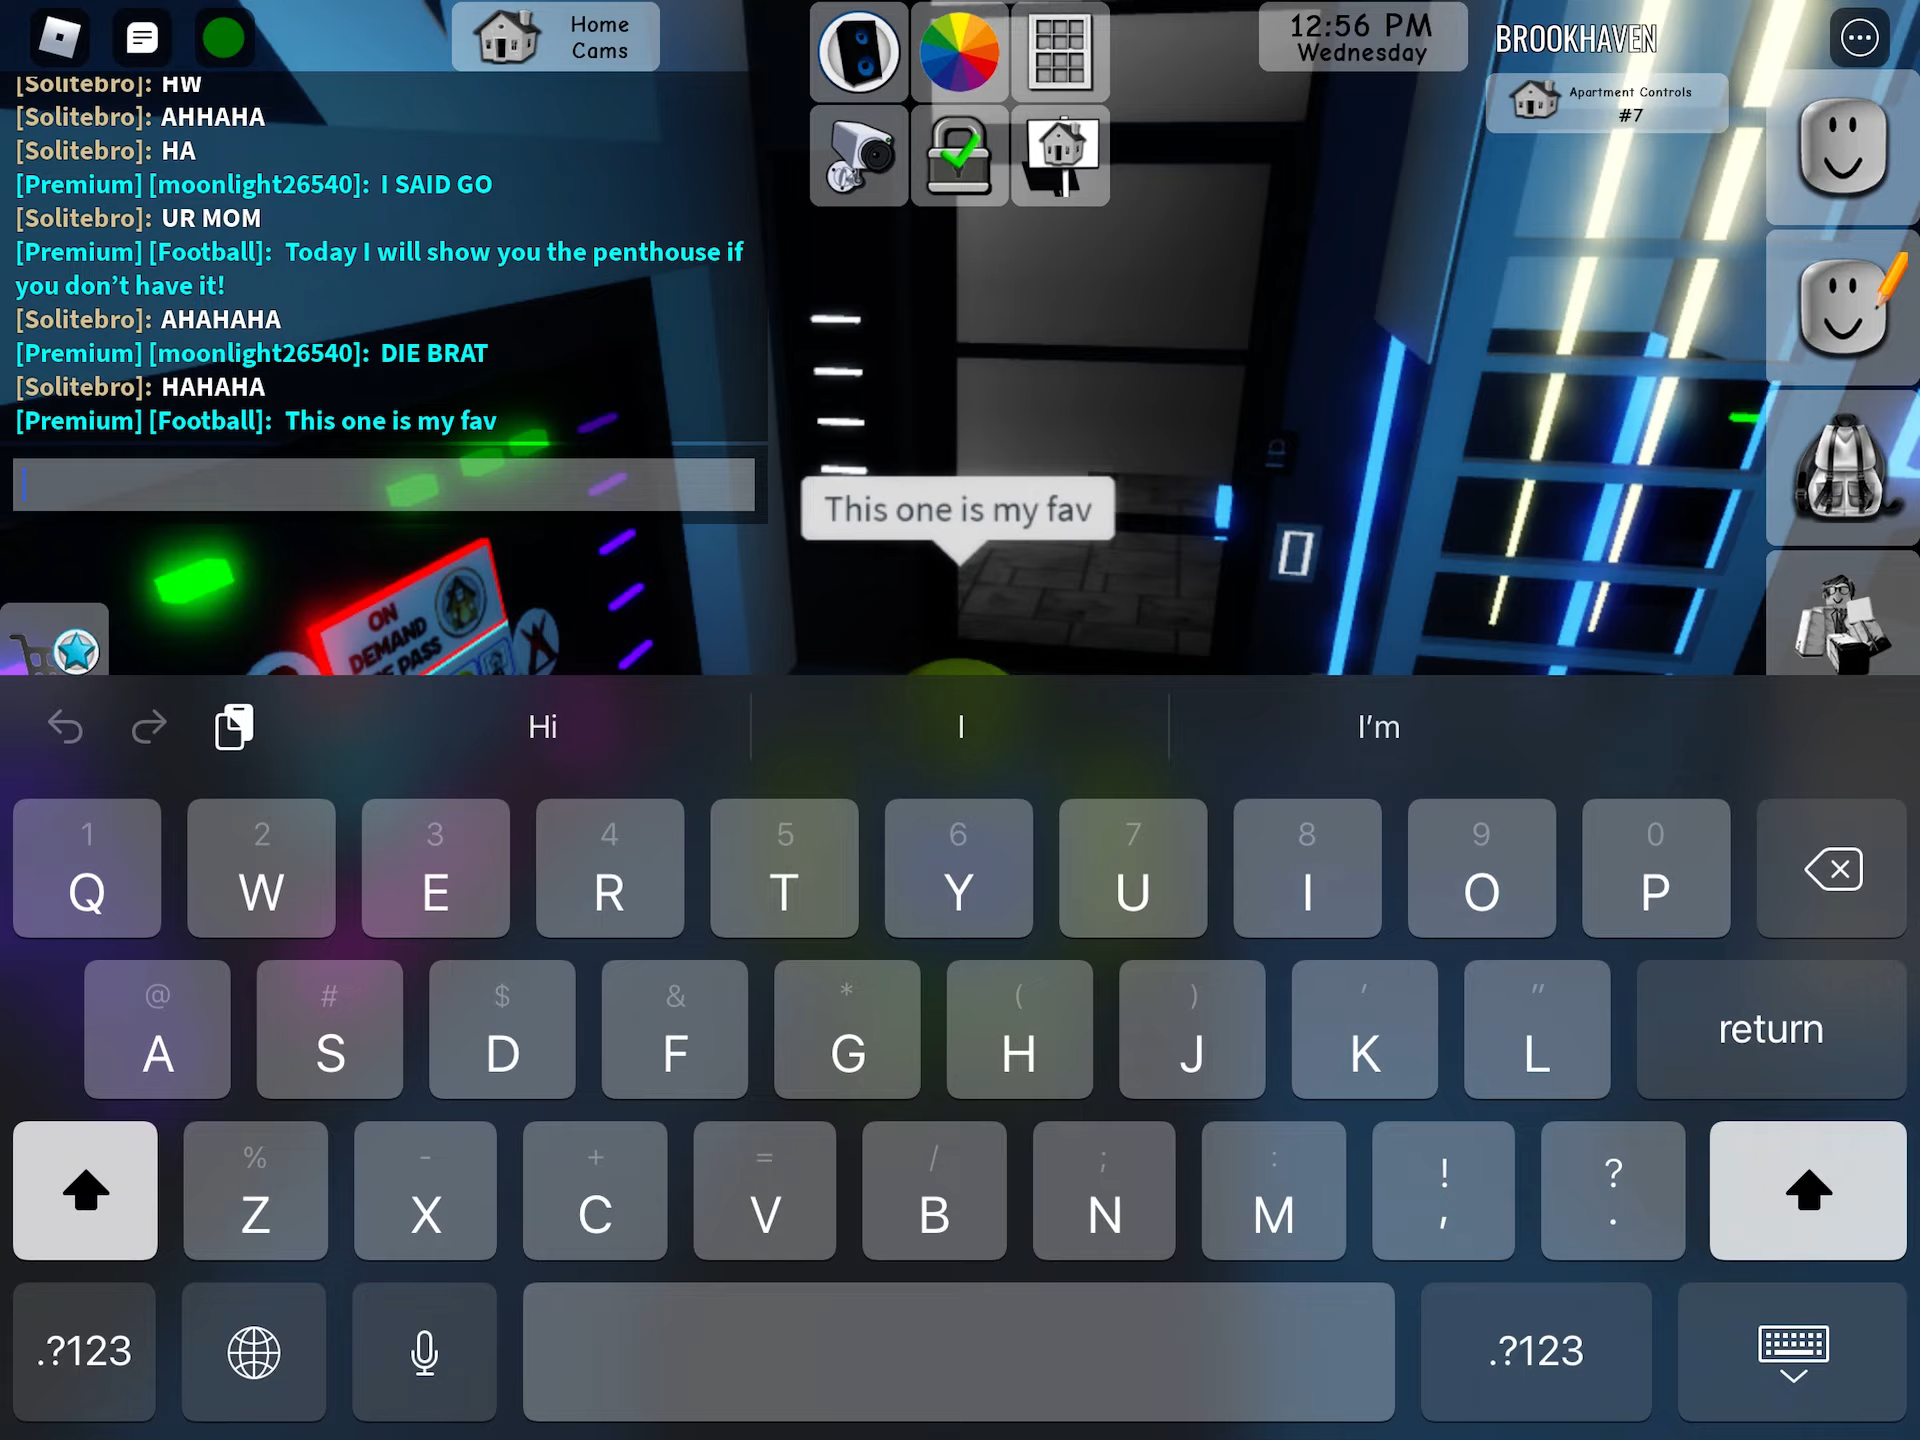 Home
Cams
12:56 PM
Wednesday
BROOKHAVEN
Apartment Controls
#7
[Solitebro]: HW
[Solitebro]: AHHAHA
[Solitebro]: HA
[Premium] [moonlight26540]: I SAID GO
[Solitebro]: UR MOM
[Premium] [Football]: Today I will show you the penthouse if
you don’t have it!
[Solitebro]: AHAHAHA
[Premium] [moonlight26540]: DIE BRAT
[Solitebro]: HAHAHA
[Premium] [Football]: This one is my fav
This one is my fav
ON
DEMAND
PASS
Hi
I
I’m
1 2 3 4 5 6 7 8 9 0
Q W E R T Y U I O P
@ # $ & * ( ) ’ ”
A S D F G H J K L return
% - + = / ; : ! ?
Z X C V B N M , .
.?123 .?123